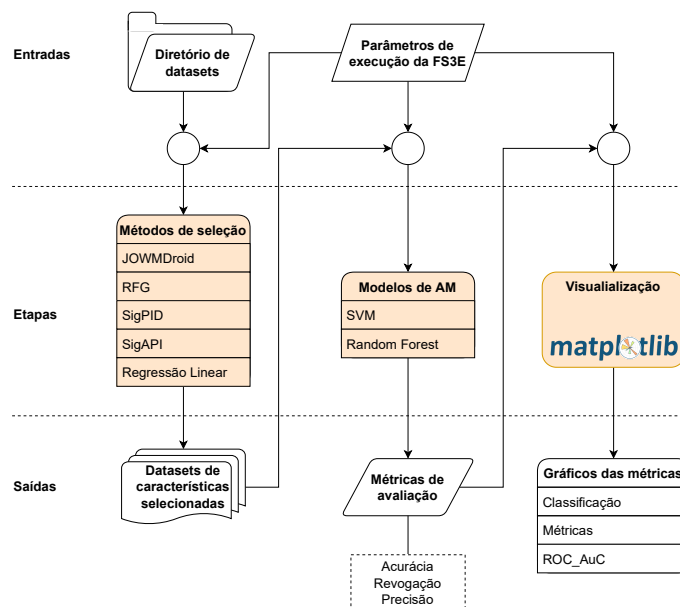 Entradas
Diretório de
datasets
Parâmetros de
execução da FS3E
Etapas
Métodos de seleção
JOWMDroid
RFG
SigPID
SigAPI
Regressão Linear
Modelos de AM
SVM
Random Forest
Visualialização
matplotlib
Saídas
Datasets de
características
selecionadas
Métricas de
avaliação
Acurácia
Revogação
Precisão
Gráficos das métricas
Classificação
Métricas
ROC_AuC